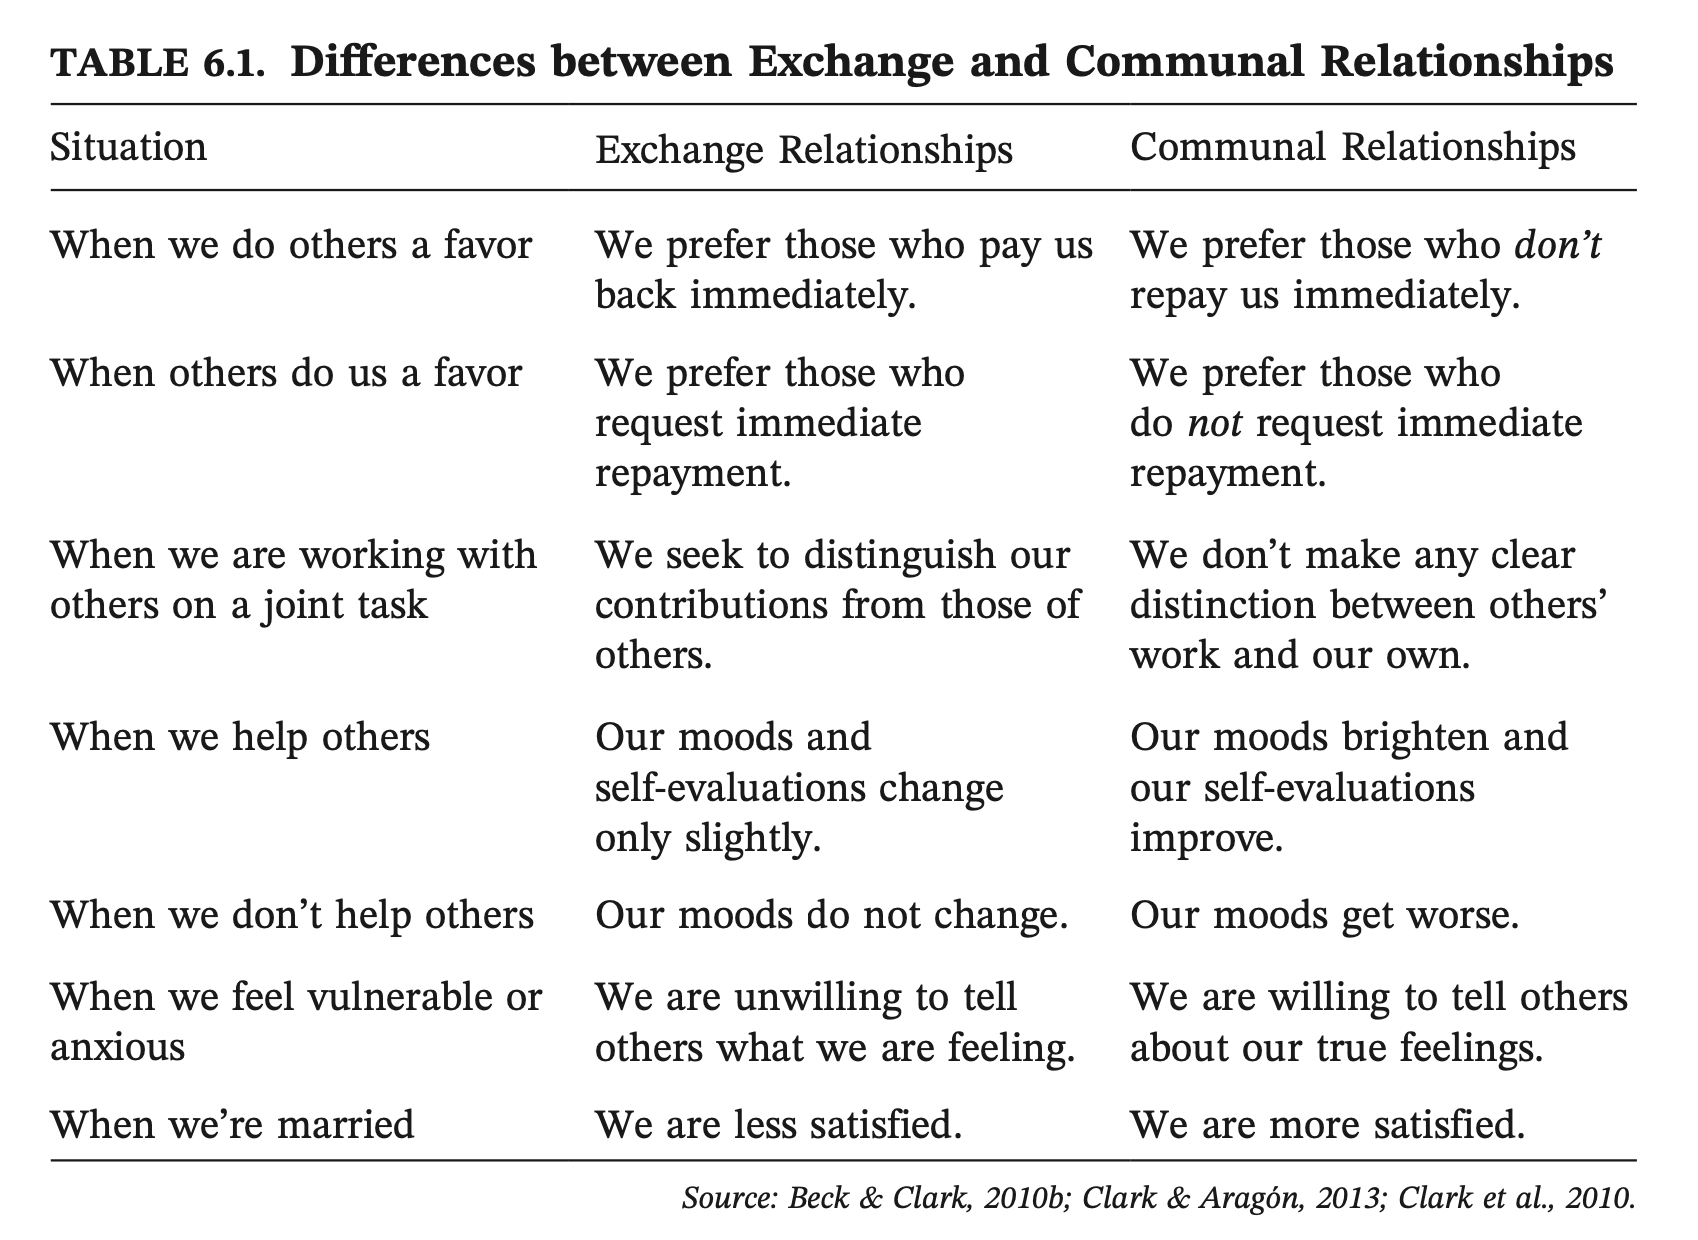 TABLE 6.1. Differences between Exchange and Communal Relationships
Situation
Exchange Relationships
Communal Relationships
When we do others a favor
We prefer those who pay us
back immediately.
We prefer those who don’t
repay us immediately.
When others do us a favor
We prefer those who
request immediate
repayment.
We prefer those who
do not request immediate
repayment.
When we are working with
others on a joint task
We seek to distinguish our
contributions from those of
others.
We don’t make any clear
distinction between others’
work and our own.
When we help others
Our moods and
self-evaluations change
only slightly.
Our moods brighten and
our self-evaluations
improve.
When we don’t help others
Our moods do not change.
Our moods get worse.
When we feel vulnerable or
anxious
We are unwilling to tell
others what we are feeling.
We are willing to tell others
about our true feelings.
When we’re married
We are less satisfied.
We are more satisfied.
Source: Beck & Clark, 2010b; Clark & Aragón, 2013; Clark et al., 2010.